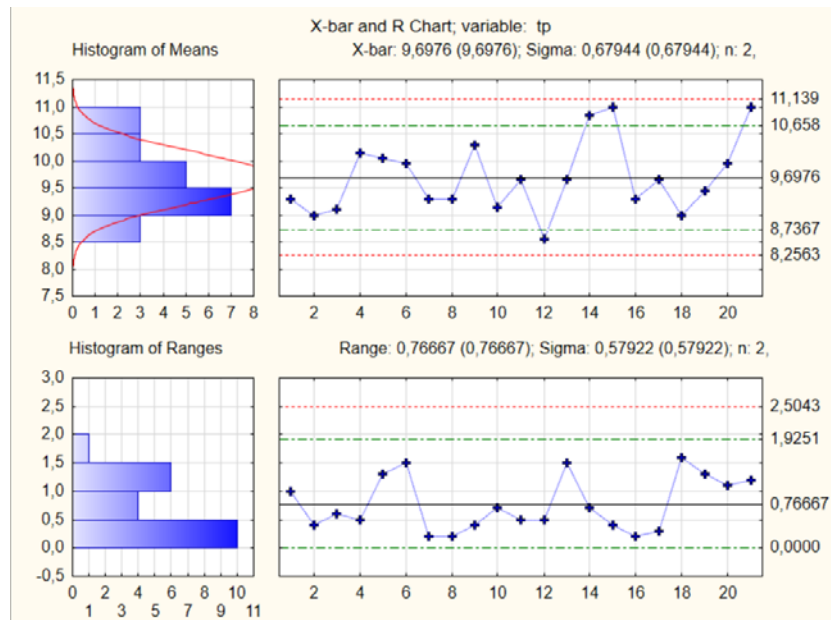 X-bar and R Chart; variable: tp
Histogram of Means
X-bar: 9,6976 (9,6976); Sigma: 0,67944 (0,67944); n: 2,
11,5
11,0
10,5
10,0
9,5
9,0
8,5
8,0
7,5
0 1 2 3 4 5 6 7 8
11,139
10,658
9,6976
8,7367
8,2563
2 4 6 8 10 12 14 16 18 20
Histogram of Ranges
Range: 0,76667 (0,76667); Sigma: 0,57922 (0,57922); n: 2,
3,0
2,5
2,0
1,5
1,0
0,5
0,0
-0,5
0 2 4 6 8 10
1 3 5 7 9 11
2,5043
1,9251
0,76667
0,0000
2 4 6 8 10 12 14 16 18 20